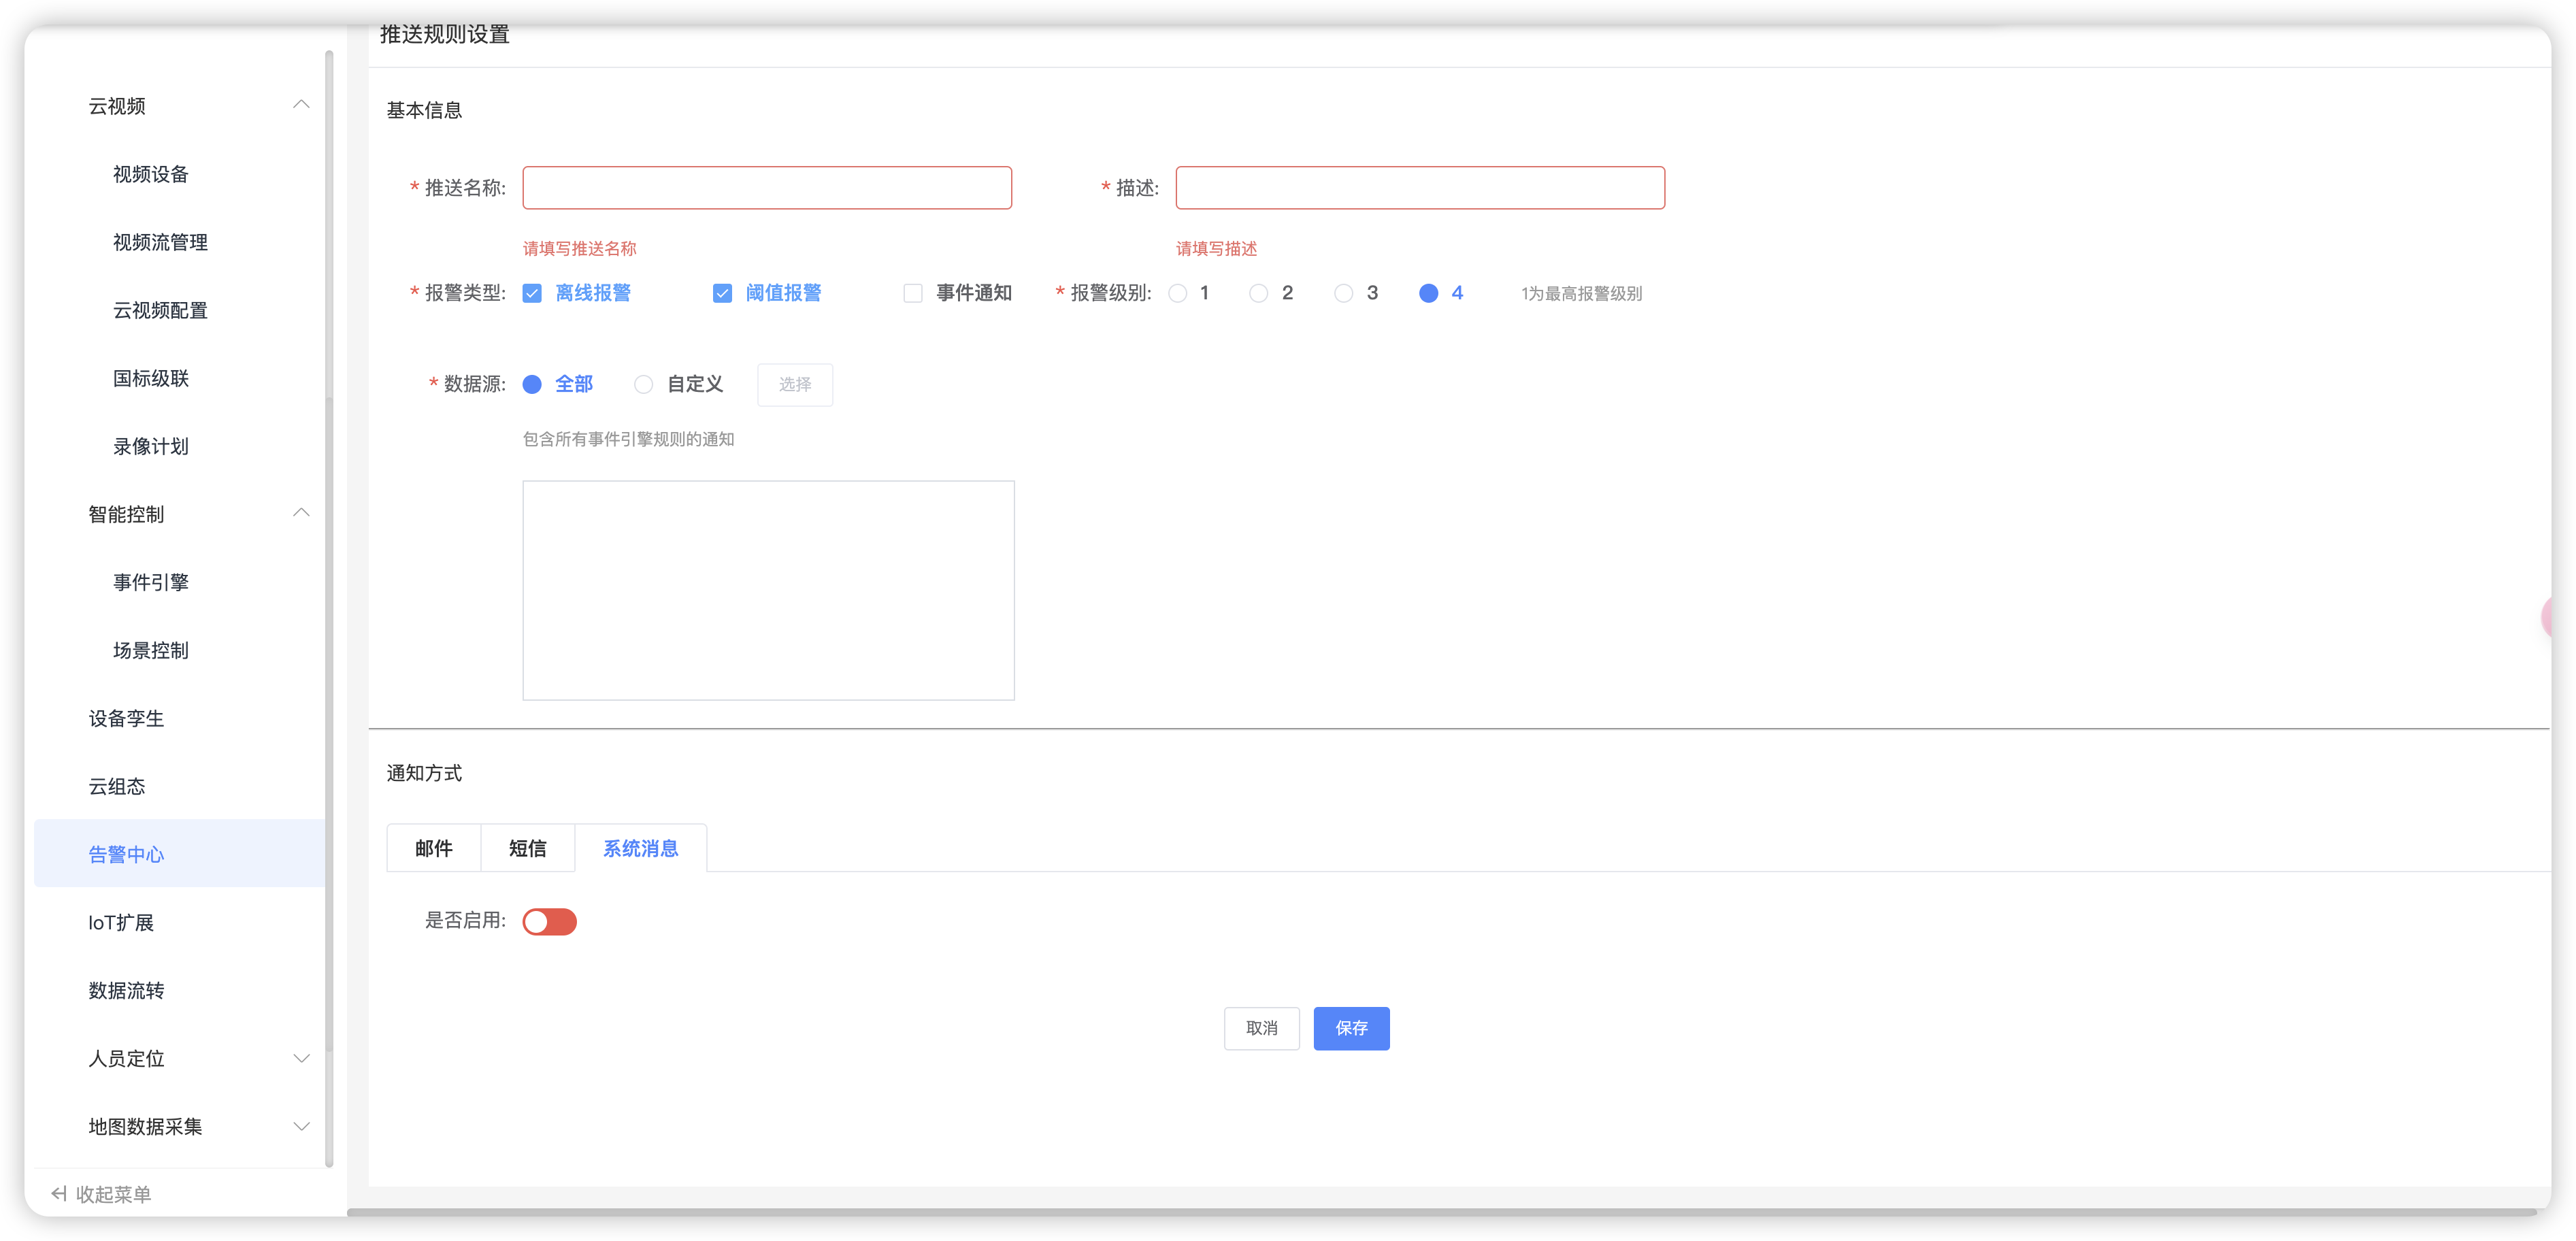 云视频
视频设备
视频流管理
云视频配置
国标级联
录像计划
智能控制
事件引擎
场景控制
设备孪生
云组态
告警中心
IoT扩展
数据流转
人员定位
地图数据采集
收起菜单
推送规则设置
基本信息
* 推送名称: * 描述:
请填写推送名称 请填写描述
* 报警类型: 离线报警 阈值报警 事件通知 * 报警级别: 1 2 3 4 1为最高报警级别
* 数据源: 全部 自定义 选择
包含所有事件引擎规则的通知
通知方式
邮件 短信 系统消息
是否启用:
取消 保存